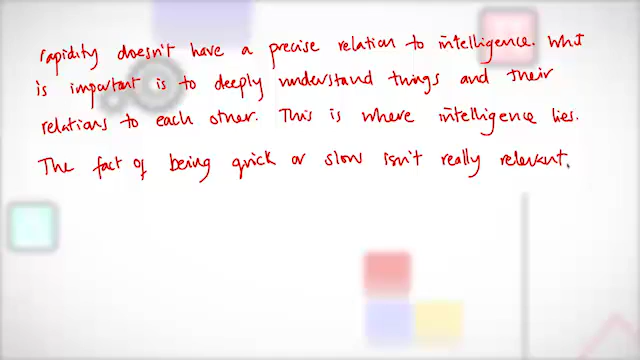 rapidity doesn't have a precise relation to intelligence. What
is important is to deeply understand things and their
relations to each other. This is where intelligence lies.
The fact of being quick or slow isn't really relevant.